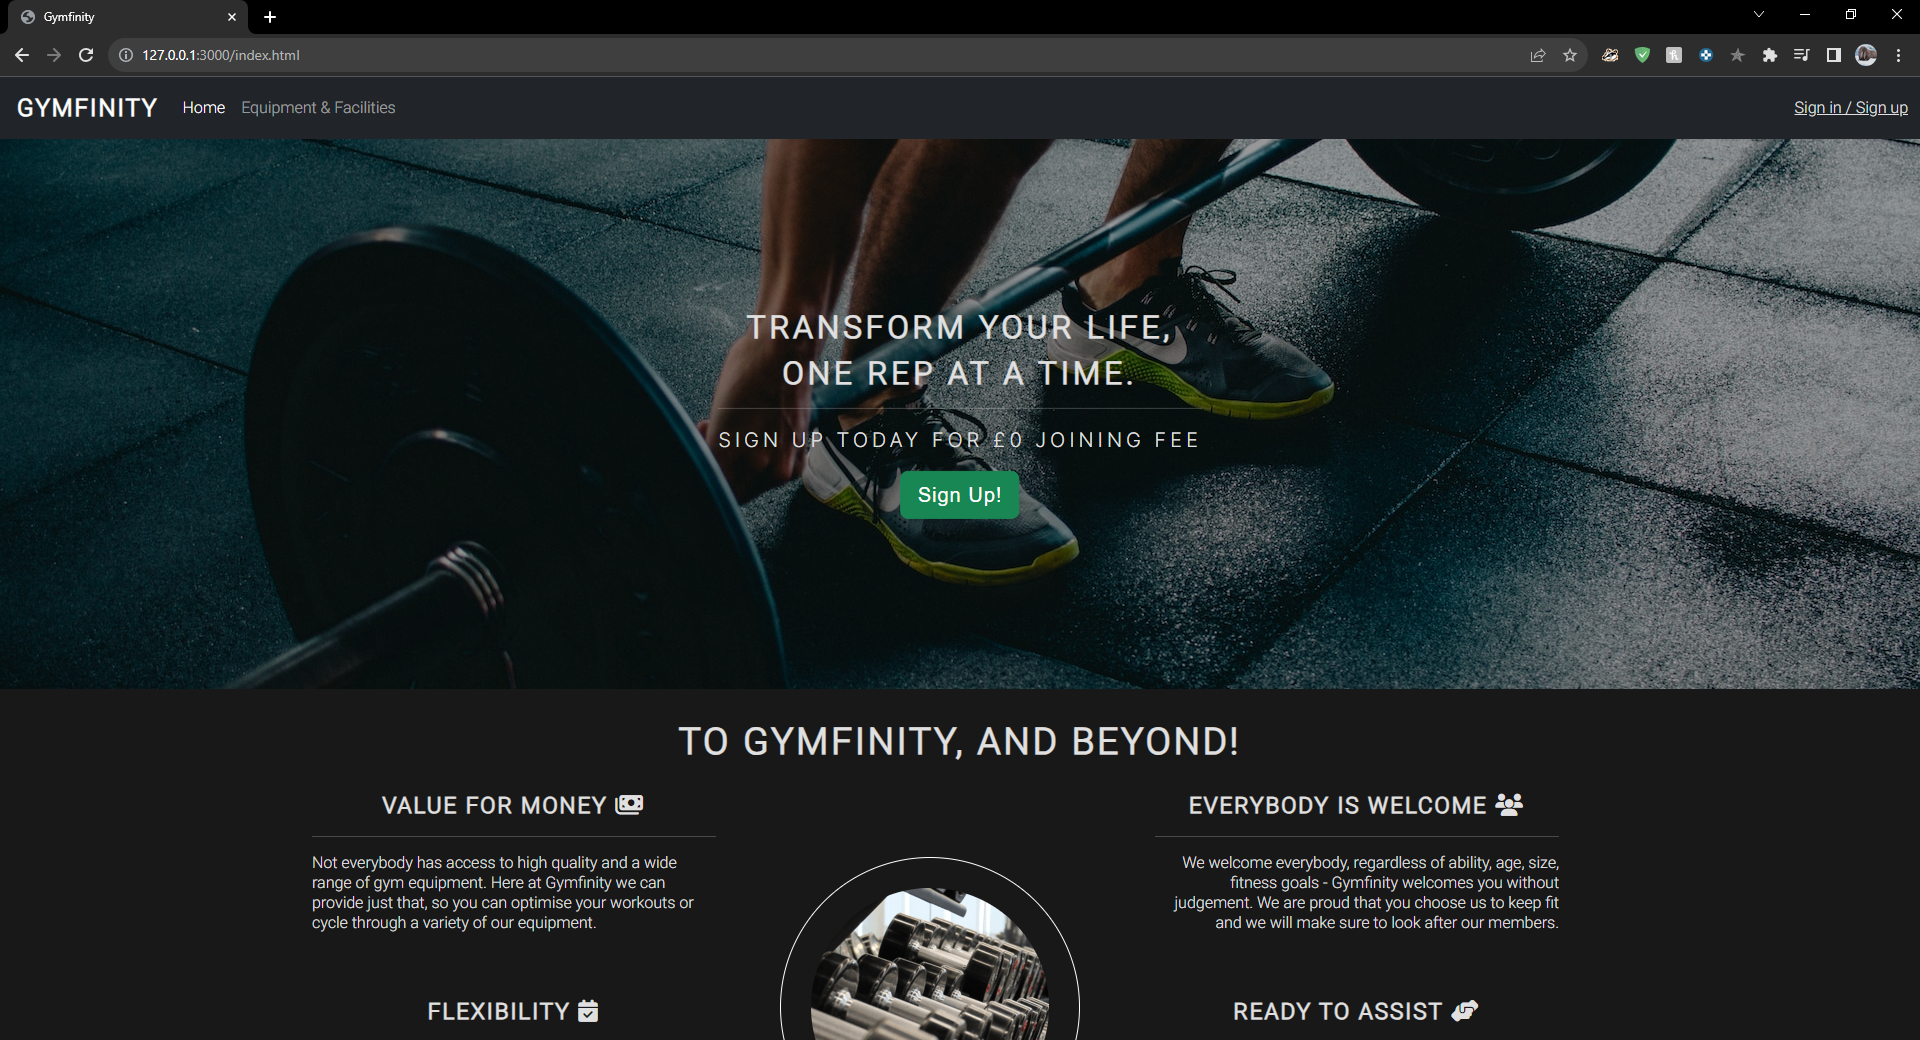 Gymfinity
127.0.0.1:3000/index.html
GYMFINITY Home Equipment & Facilities Sign in / Sign up
TRANSFORM YOUR LIFE,
ONE REP AT A TIME.
SIGN UP TODAY FOR £0 JOINING FEE
Sign Up!
TO GYMFINITY, AND BEYOND!
VALUE FOR MONEY
Not everybody has access to high quality and a wide
range of gym equipment. Here at Gymfinity we can
provide just that, so you can optimise your workouts or
cycle through a variety of our equipment.
FLEXIBILITY
EVERYBODY IS WELCOME
We welcome everybody, regardless of ability, age, size,
fitness goals - Gymfinity welcomes you without
judgement. We are proud that you choose us to keep fit
and we will make sure to look after our members.
READY TO ASSIST